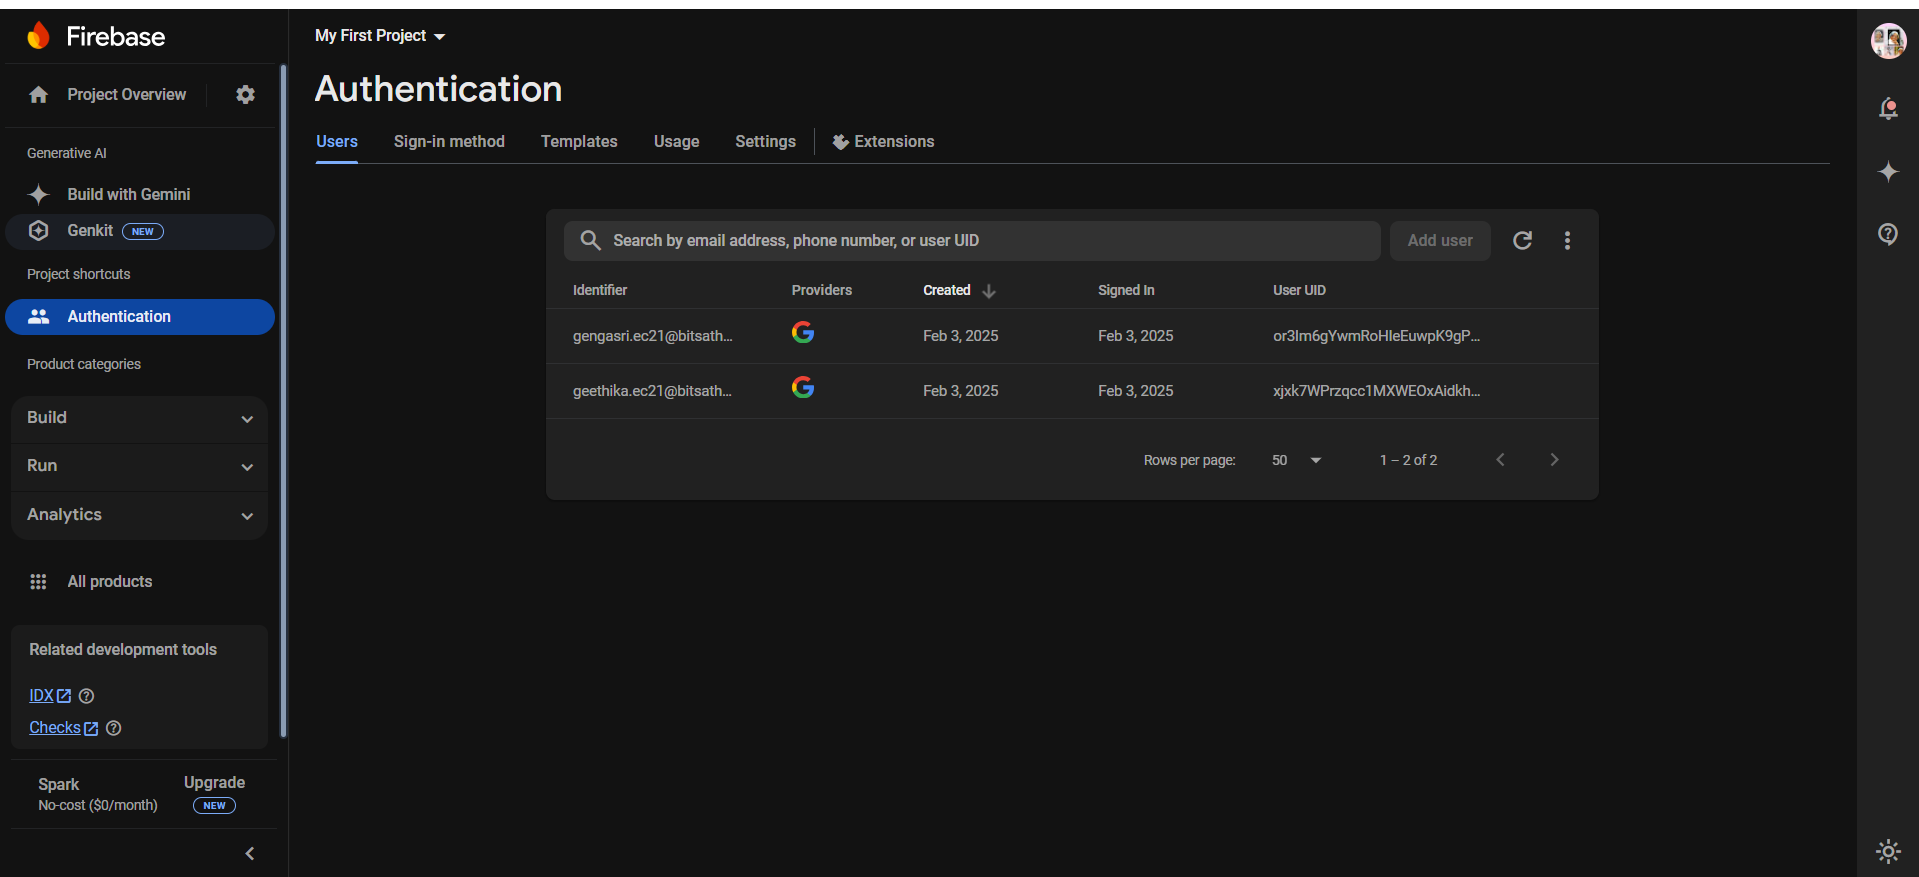 Firebase
Project Overview
Generative AI
Build with Gemini
Genkit NEW
Project shortcuts
Authentication
Product categories
Build
Run
Analytics
All products
Related development tools
IDX
Checks
Spark
No-cost ($0/month)
Upgrade
NEW
My First Project
Authentication
Users Sign-in method Templates Usage Settings Extensions
Search by email address, phone number, or user UID Add user
Identifier Providers Created Signed In User UID
gengasri.ec21@bitsath... Feb 3, 2025 Feb 3, 2025 or3lm6gYwmRoHleEuwpK9gP...
geethika.ec21@bitsath... Feb 3, 2025 Feb 3, 2025 xjxk7WPrzqcc1MXWEOxAidkh...
Rows per page: 50 1 – 2 of 2